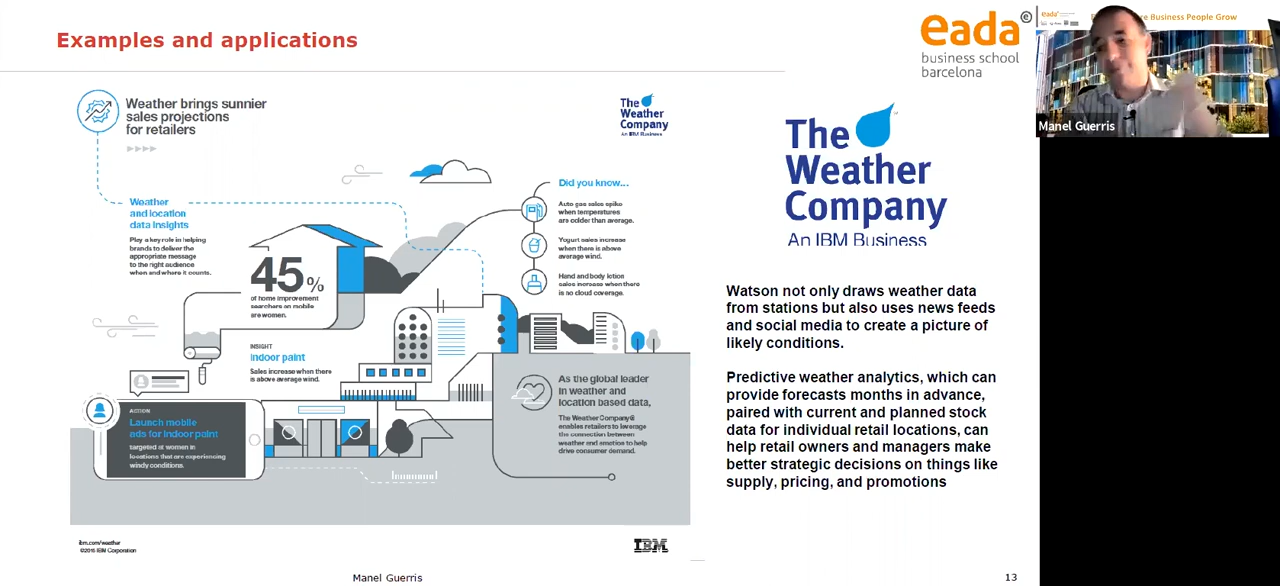 Examples and applications
eada
business school
barcelona
Business People Grow
Manel Guerris
Weather brings sunnier
sales projections
for retailers
The
Weather
Company
An IBM Business
Weather
and location
data insights
Play a key role in helping
brands to deliver the
appropriate message
to the right audience
when and where it counts.
45%
of home improvement
searchers on mobile
are women.
INSIGHT
Indoor paint
Sales increase when there
is above average wind.
ACTION
Launch mobile
ads for indoor paint
targeted at women in
locations that are experiencing
windy conditions.
Did you know...
Auto gas sales spike
when temperatures
are colder than average.
Yogurt sales increase
when there is above
average wind.
Hand and body lotion
sales increase when there
is no cloud coverage.
As the global leader
in weather and
location based data,
The Weather Company®
enables retailers to leverage
the connection between
weather and emotion to help
drive consumer demand.
ibm.com/weather
©2016 IBM Corporation
IBM
The
Weather
Company
An IBM Business
Watson not only draws weather data
from stations but also uses news feeds
and social media to create a picture of
likely conditions.
Predictive weather analytics, which can
provide forecasts months in advance,
paired with current and planned stock
data for individual retail locations, can
help retail owners and managers make
better strategic decisions on things like
supply, pricing, and promotions
Manel Guerris
13